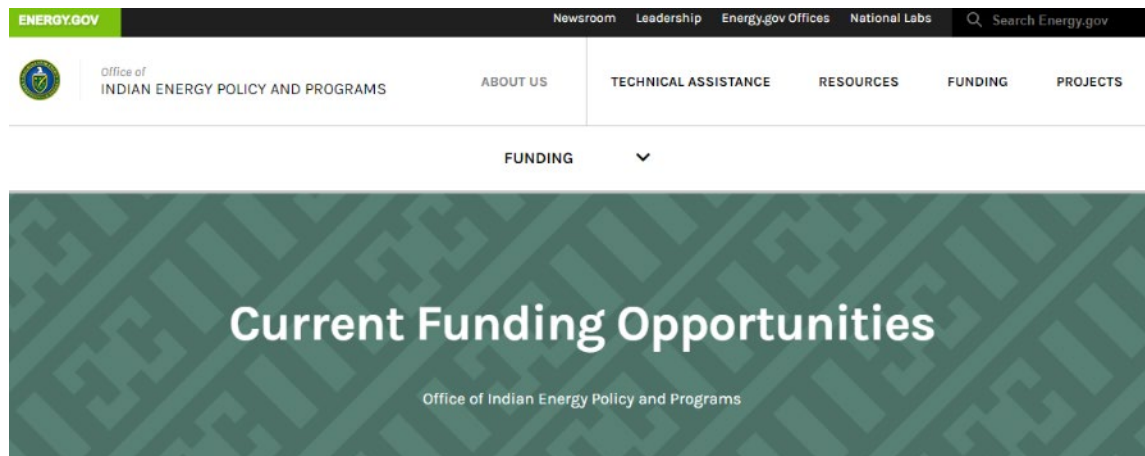 ENERGY.GOV
Newsroom Leadership Energy.gov Offices National Labs Search Energy.gov
Office of
INDIAN ENERGY POLICY AND PROGRAMS
ABOUT US TECHNICAL ASSISTANCE RESOURCES FUNDING PROJECTS
FUNDING
Current Funding Opportunities
Office of Indian Energy Policy and Programs